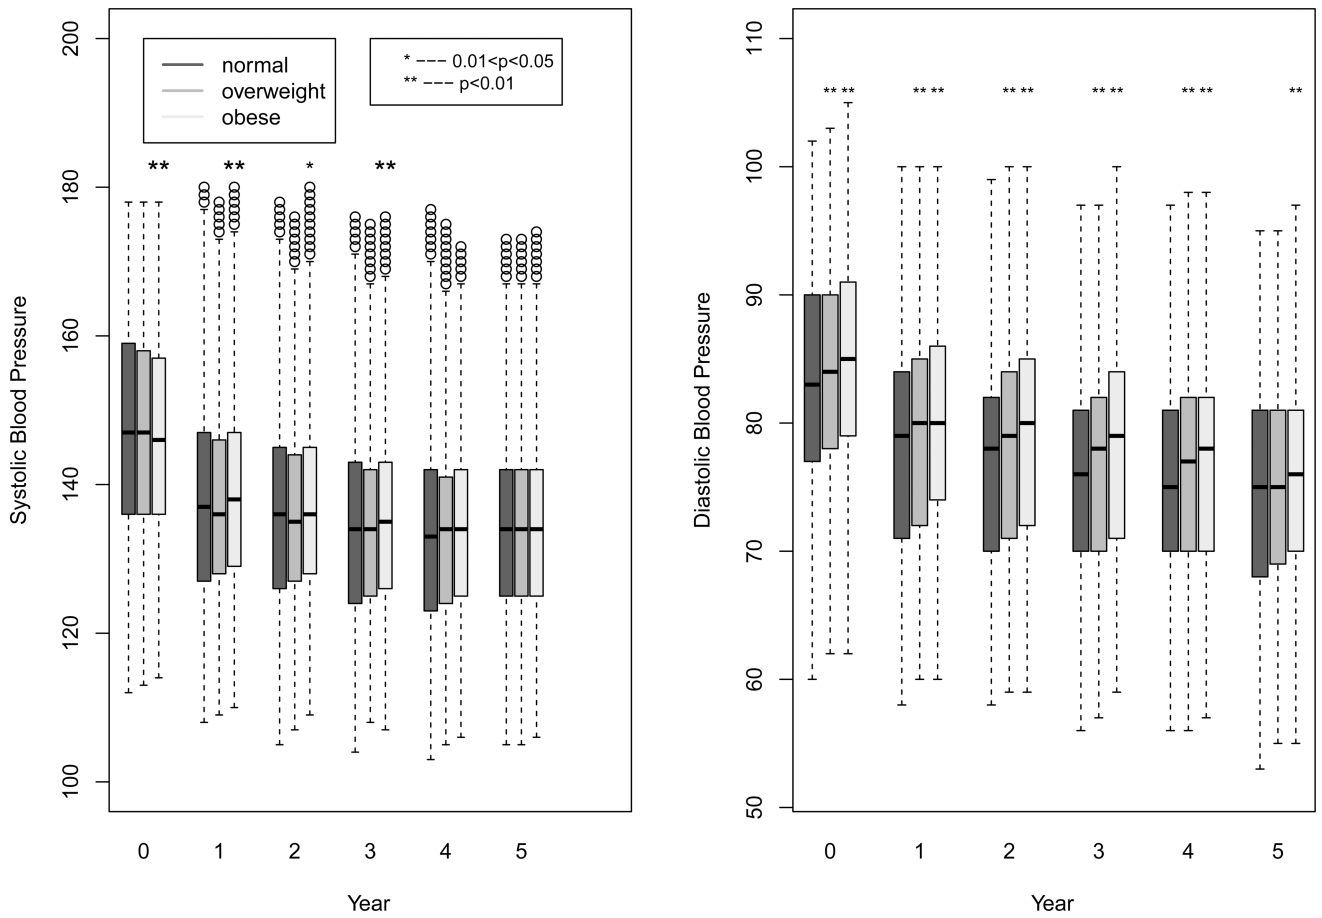 200
180
160
140
120
100
Systolic Blood Pressure
normal
overweight
obese
* --- 0.01<p<0.05
** --- p<0.01
** ** * **
0 1 2 3 4 5
Year
110
100
90
80
70
60
50
Diastolic Blood Pressure
** ** ** ** ** ** ** ** ** ** **
0 1 2 3 4 5
Year